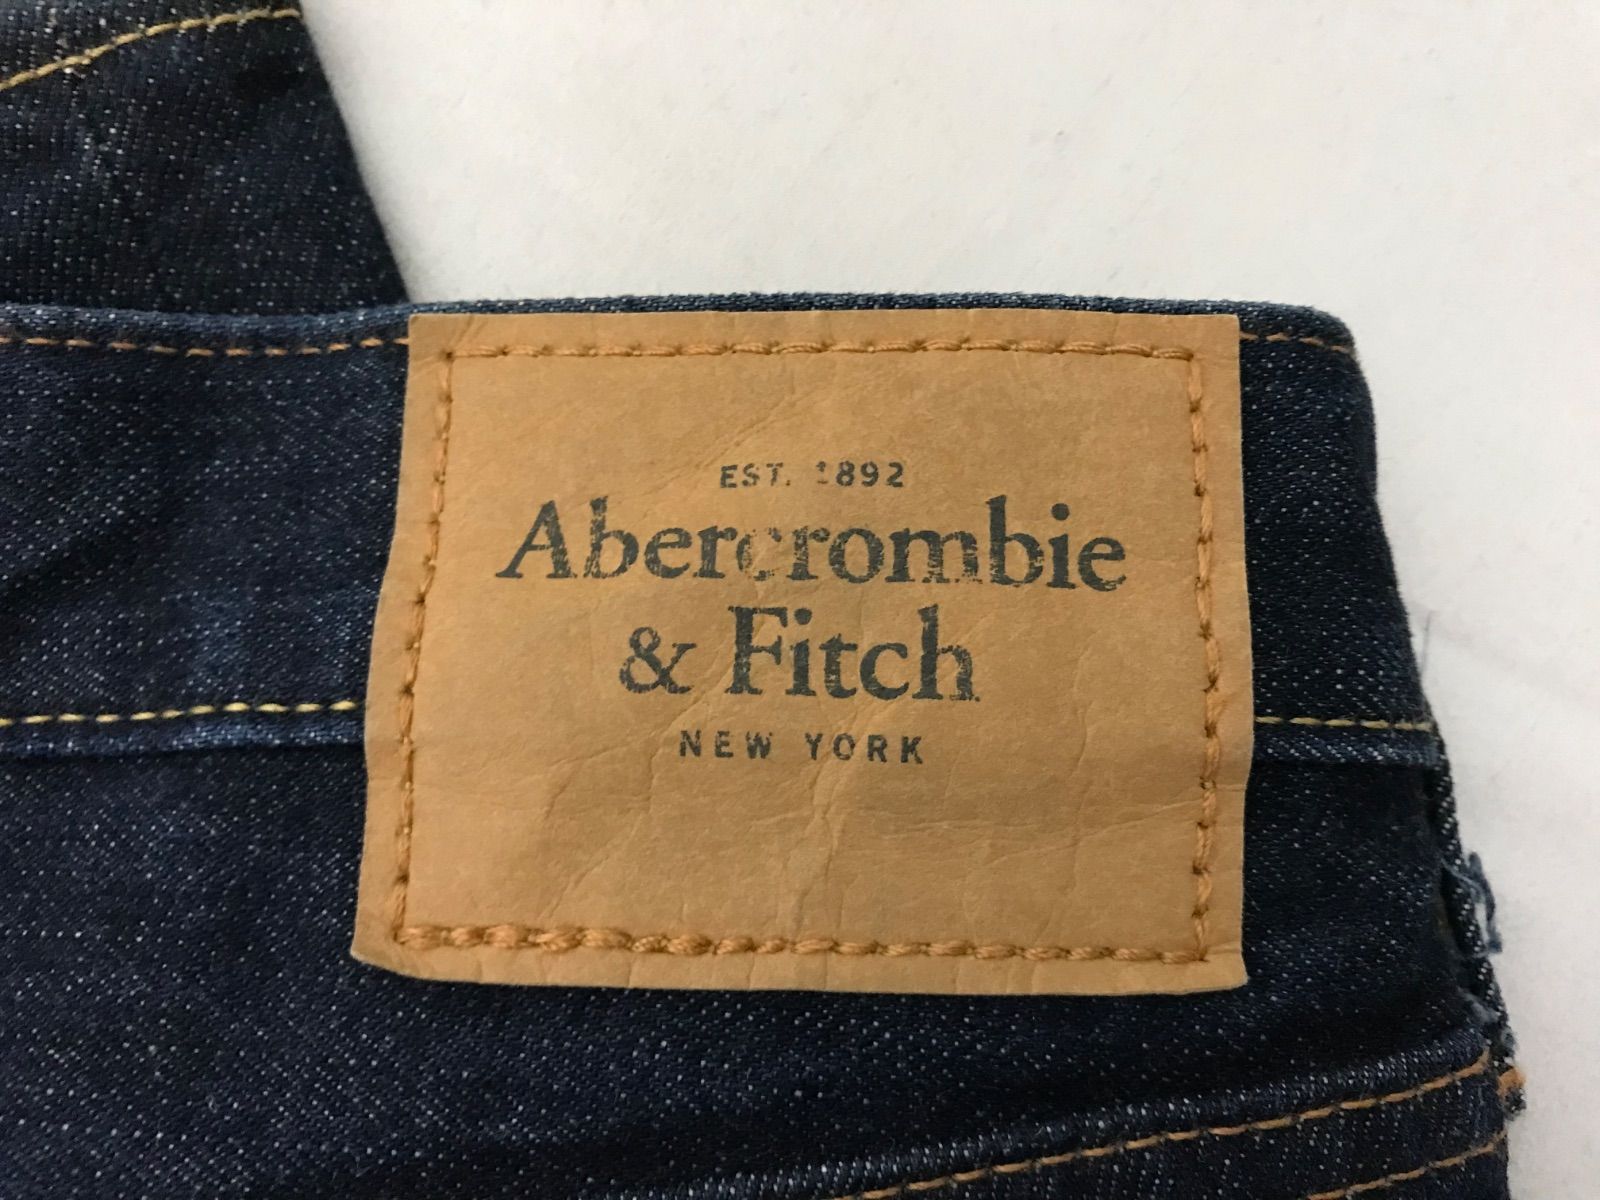 EST. 1892
Abercrombie
& Fitch
NEW YORK